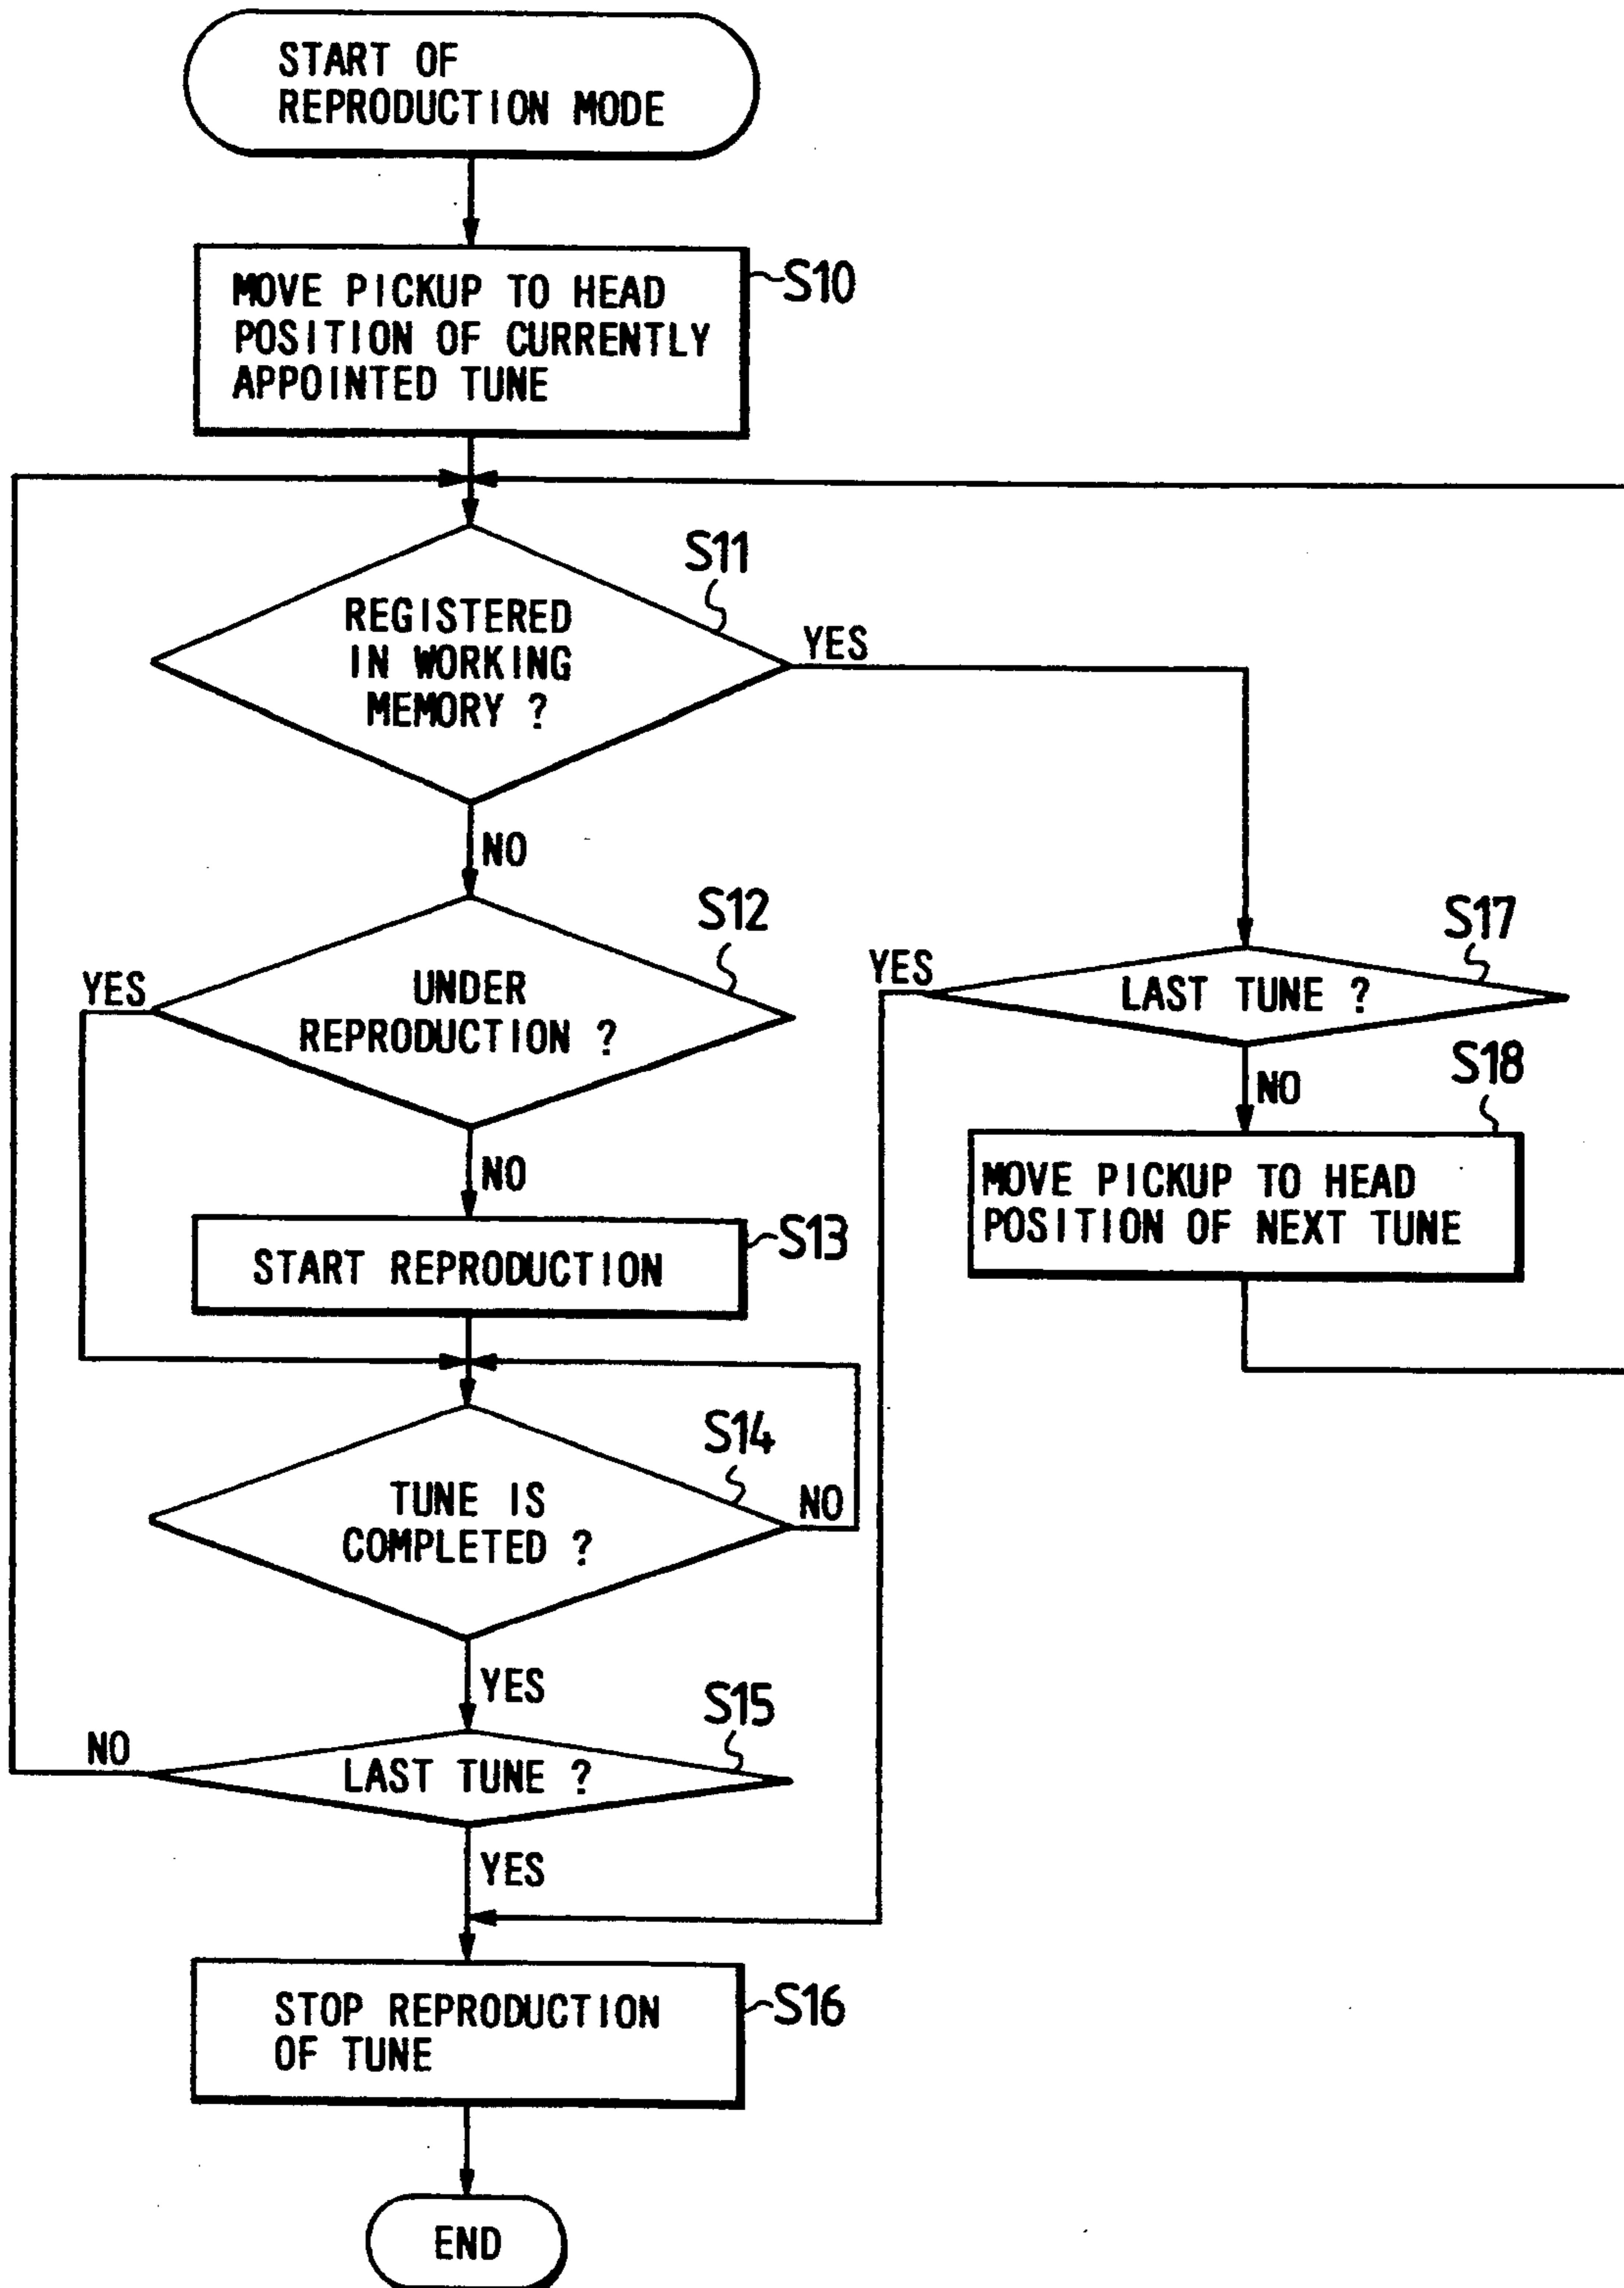 START OF
REPRODUCTION MODE
MOVE PICKUP TO HEAD
POSITION OF CURRENTLY
APPOINTED TUNE
S10
S11
REGISTERED
IN WORKING
MEMORY ?
YES
NO
S12
YES
UNDER
REPRODUCTION ?
NO
S17
YES
LAST TUNE ?
NO
S18
MOVE PICKUP TO HEAD
POSITION OF NEXT TUNE
START REPRODUCTION
S13
S14
TUNE IS
COMPLETED ?
NO
YES
S15
NO
LAST TUNE ?
YES
STOP REPRODUCTION
OF TUNE
S16
END